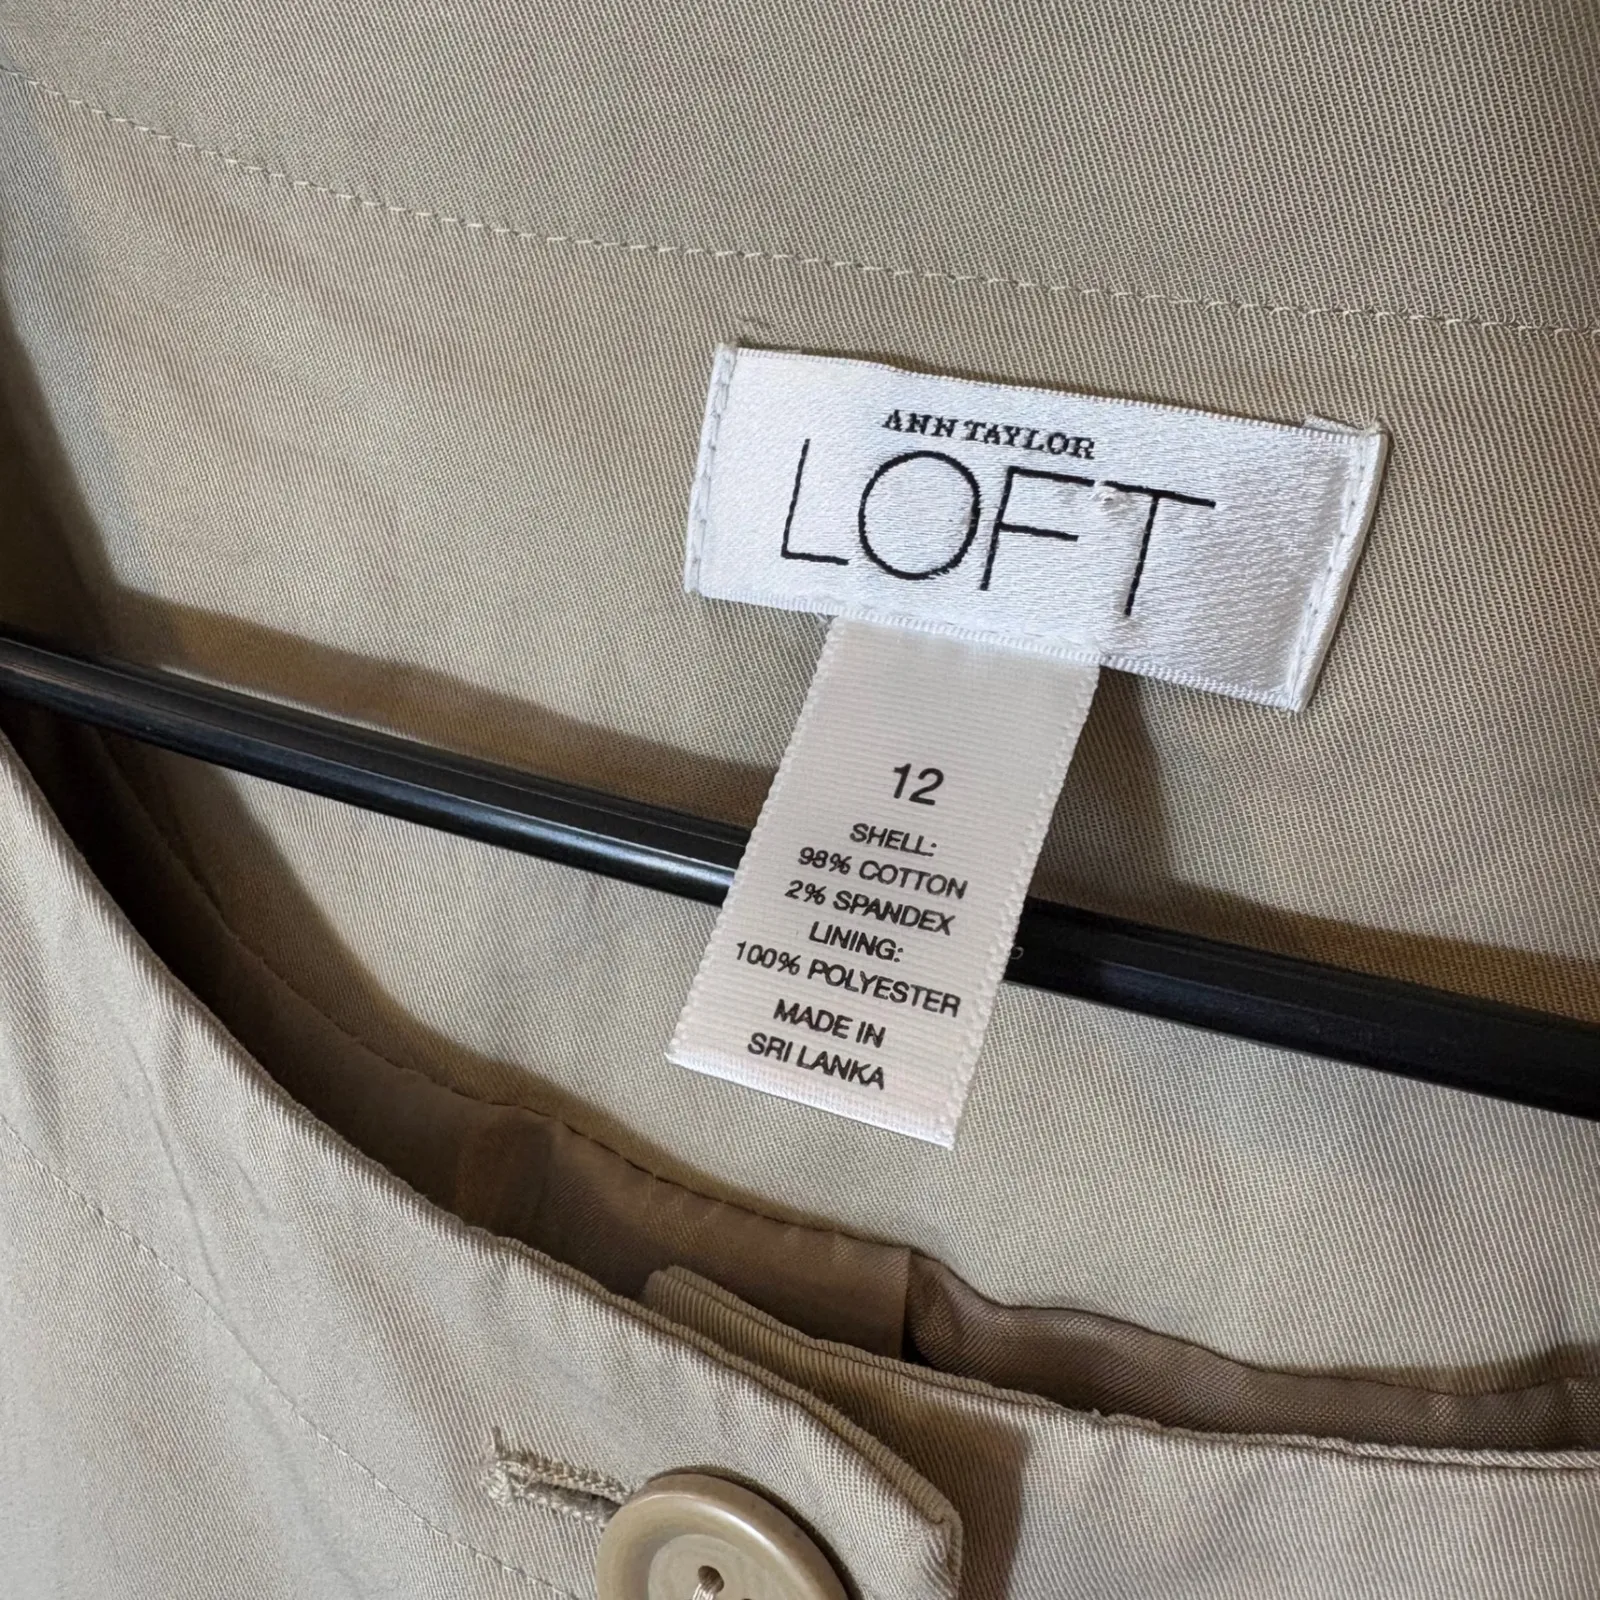 ANN TAYLOR
LOFT
12
SHELL:
98% COTTON
2% SPANDEX
LINING:
100% POLYESTER
MADE IN
SRI LANKA